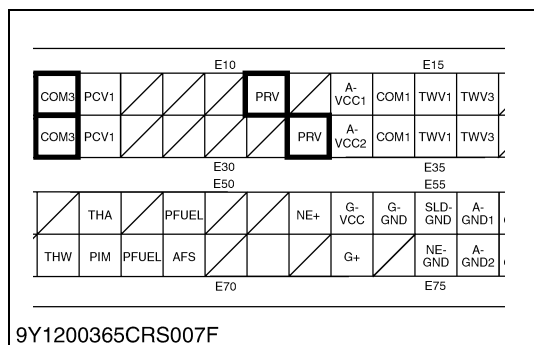 E10 E15
COM3 PCV1 PRV A-VCC1 COM1 TWV1 TWV3
COM3 PCV1 PRV A-VCC2 COM1 TWV1 TWV3
E30 E35
E50 E55
THA PFUEL NE+ G-VCC G-GND SLD-GND A-GND1
THW PIM PFUEL AFS G+ NE-GND A-GND2
E70 E75
9Y1200365CRS007F